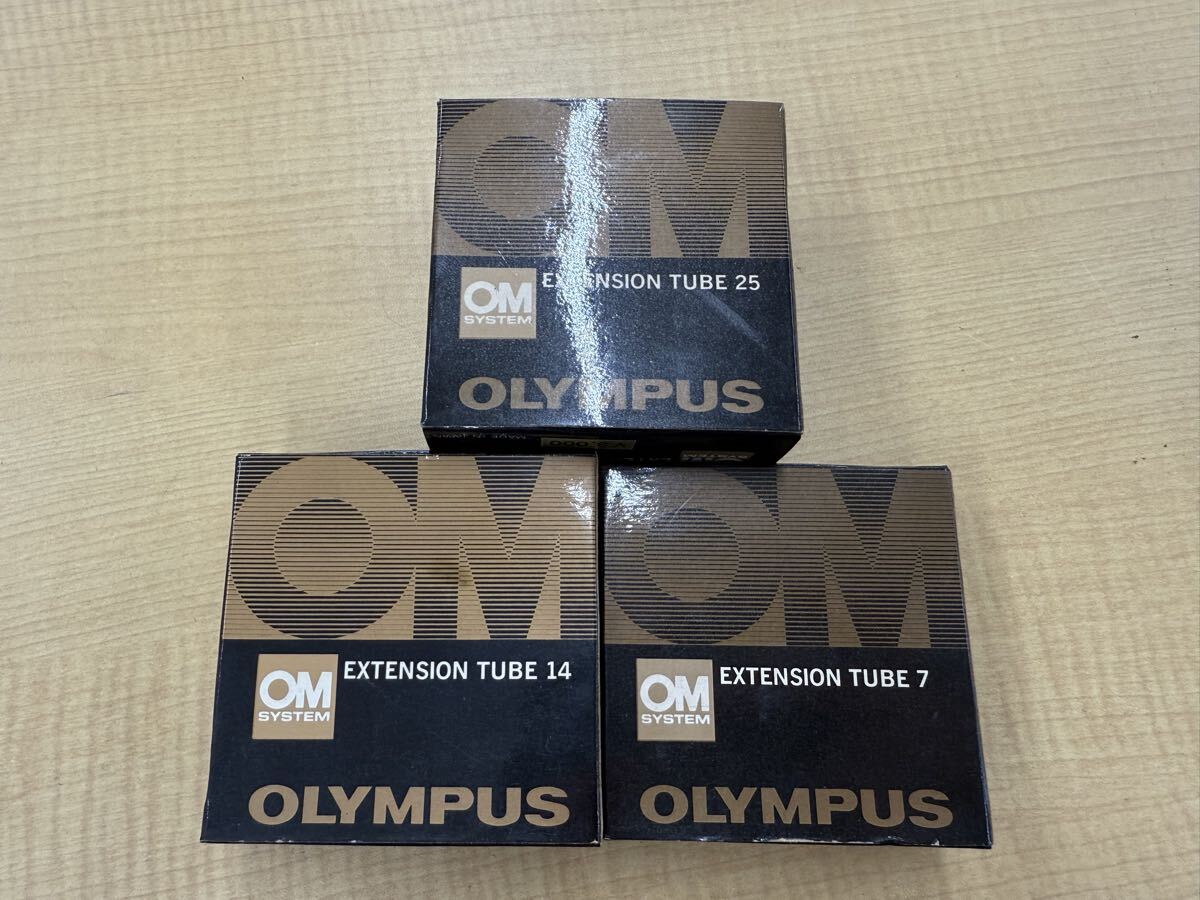 OM
OM
SYSTEM
EXTENSION TUBE 25
OLYMPUS
OM
OM
SYSTEM
EXTENSION TUBE 14
OLYMPUS
OM
OM
SYSTEM
EXTENSION TUBE 7
OLYMPUS